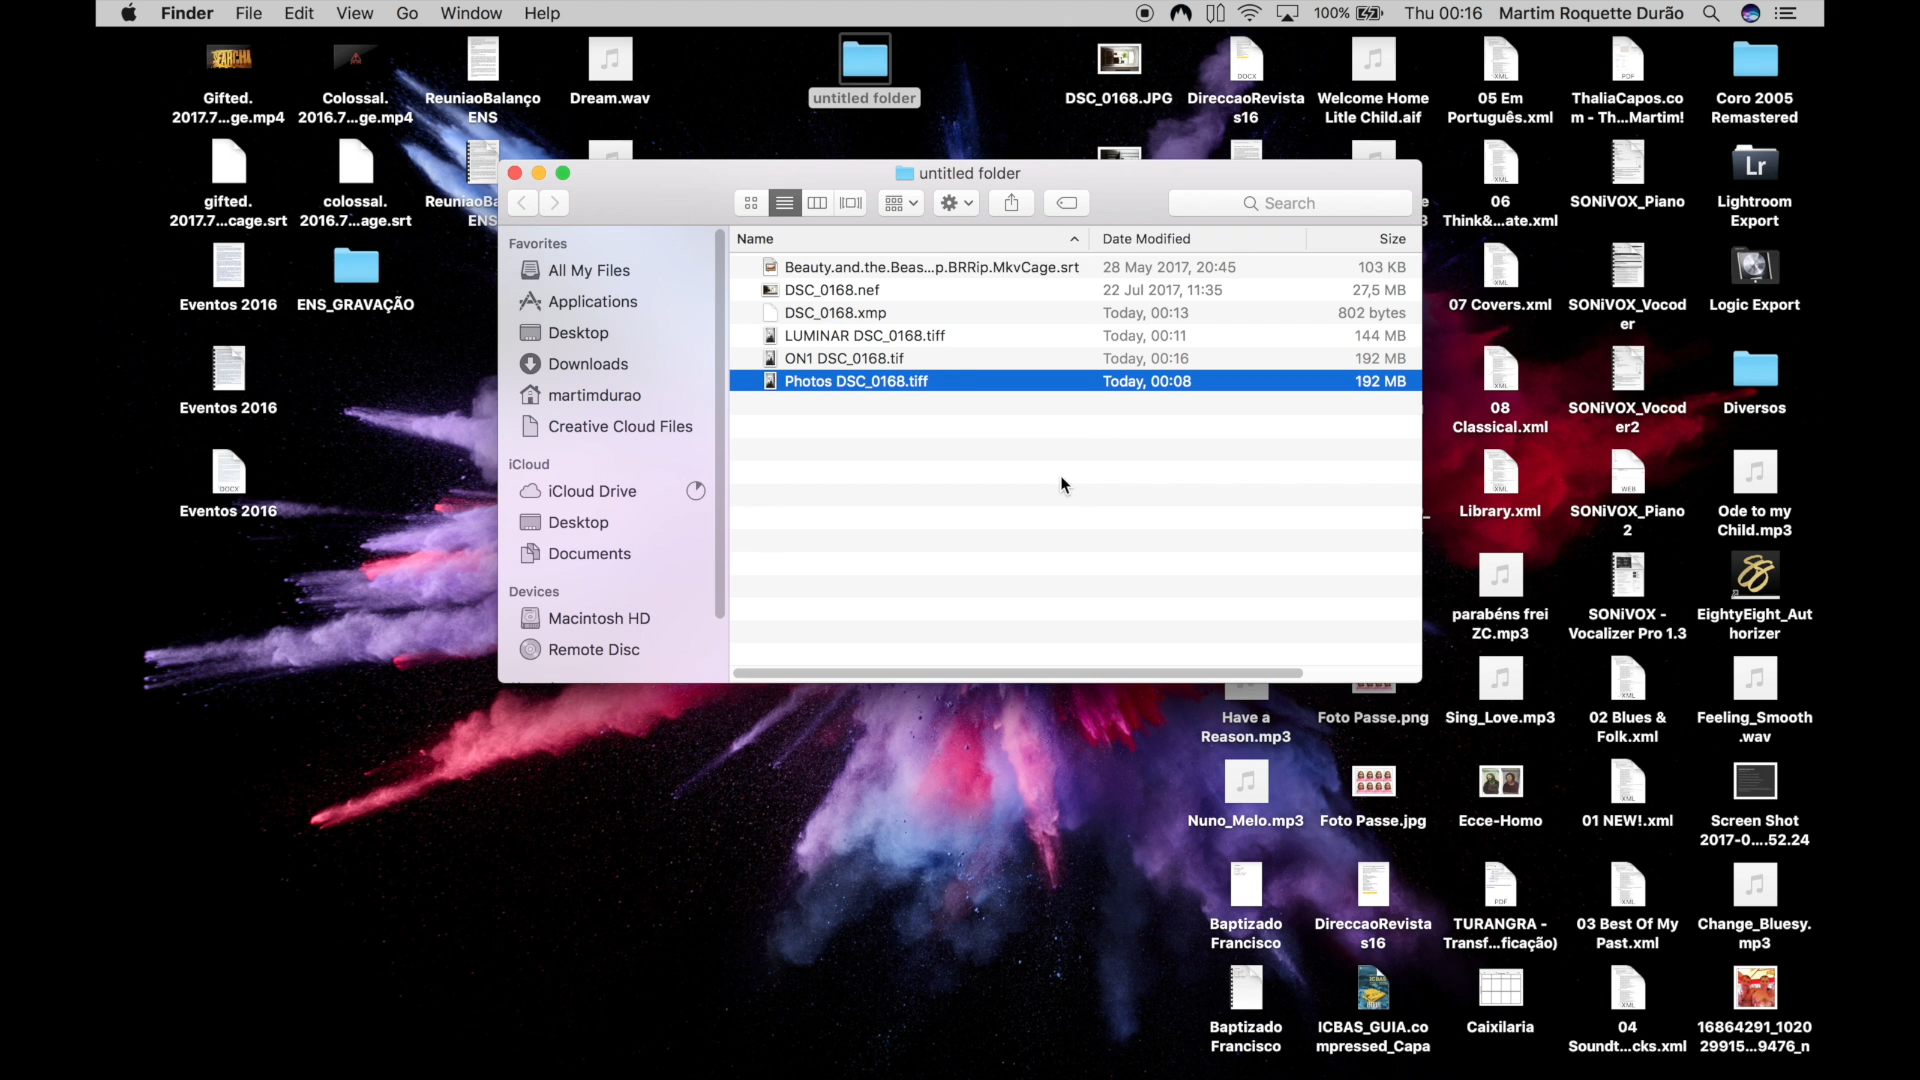 Finder File Edit View Go Window Help 100% Thu 00:16 Martim Roquette Durão
Gifted.
2017.7...ge.mp4
Colossal.
2016.7...ge.mp4
ReuniaoBalanço
ENS
Dream.wav
untitled folder
DSC_0168.JPG
DireccaoRevista
s16
Welcome Home
Litle Child.aif
05 Em
Português.xml
ThaliaCapos.co
m - Th...Martim!
Coro 2005
Remastered
gifted.
2017.7...cage.srt
colossal.
2016.7...age.srt
ReuniaoBa
ENS
06
Think&...ate.xml
SONiVOX_Piano
Lightroom
Export
Eventos 2016
ENS_GRAVAÇÃO
07 Covers.xml
SONiVOX_Vocod
er
Logic Export
Eventos 2016
08
Classical.xml
SONiVOX_Vocod
er2
Diversos
Eventos 2016
Library.xml
SONiVOX_Piano
2
Ode to my
Child.mp3
parabéns frei
ZC.mp3
SONiVOX -
Vocalizer Pro 1.3
EightyEight_Aut
horizer
Have a
Reason.mp3
Foto Passe.png
Sing_Love.mp3
02 Blues &
Folk.xml
Feeling_Smooth
.wav
Nuno_Melo.mp3
Foto Passe.jpg
Ecce-Homo
01 NEW!.xml
Screen Shot
2017-0....52.24
Baptizado
Francisco
DireccaoRevista
s16
TURANGRA -
Transf...ficação)
03 Best Of My
Past.xml
Change_Bluesy.
mp3
Baptizado
Francisco
ICBAS_GUIA.co
mpressed_Capa
Caixilaria
04
Soundt...cks.xml
16864291_1020
29915...9476_n
untitled folder
Search
Favorites
All My Files
Applications
Desktop
Downloads
martimdurao
Creative Cloud Files
iCloud
iCloud Drive
Desktop
Documents
Devices
Macintosh HD
Remote Disc
Name Date Modified Size
Beauty.and.the.Beas...p.BRRip.MkvCage.srt 28 May 2017, 20:45 103 KB
DSC_0168.nef 22 Jul 2017, 11:35 27,5 MB
DSC_0168.xmp Today, 00:13 802 bytes
LUMINAR DSC_0168.tiff Today, 00:11 144 MB
ON1 DSC_0168.tif Today, 00:16 192 MB
Photos DSC_0168.tiff Today, 00:08 192 MB